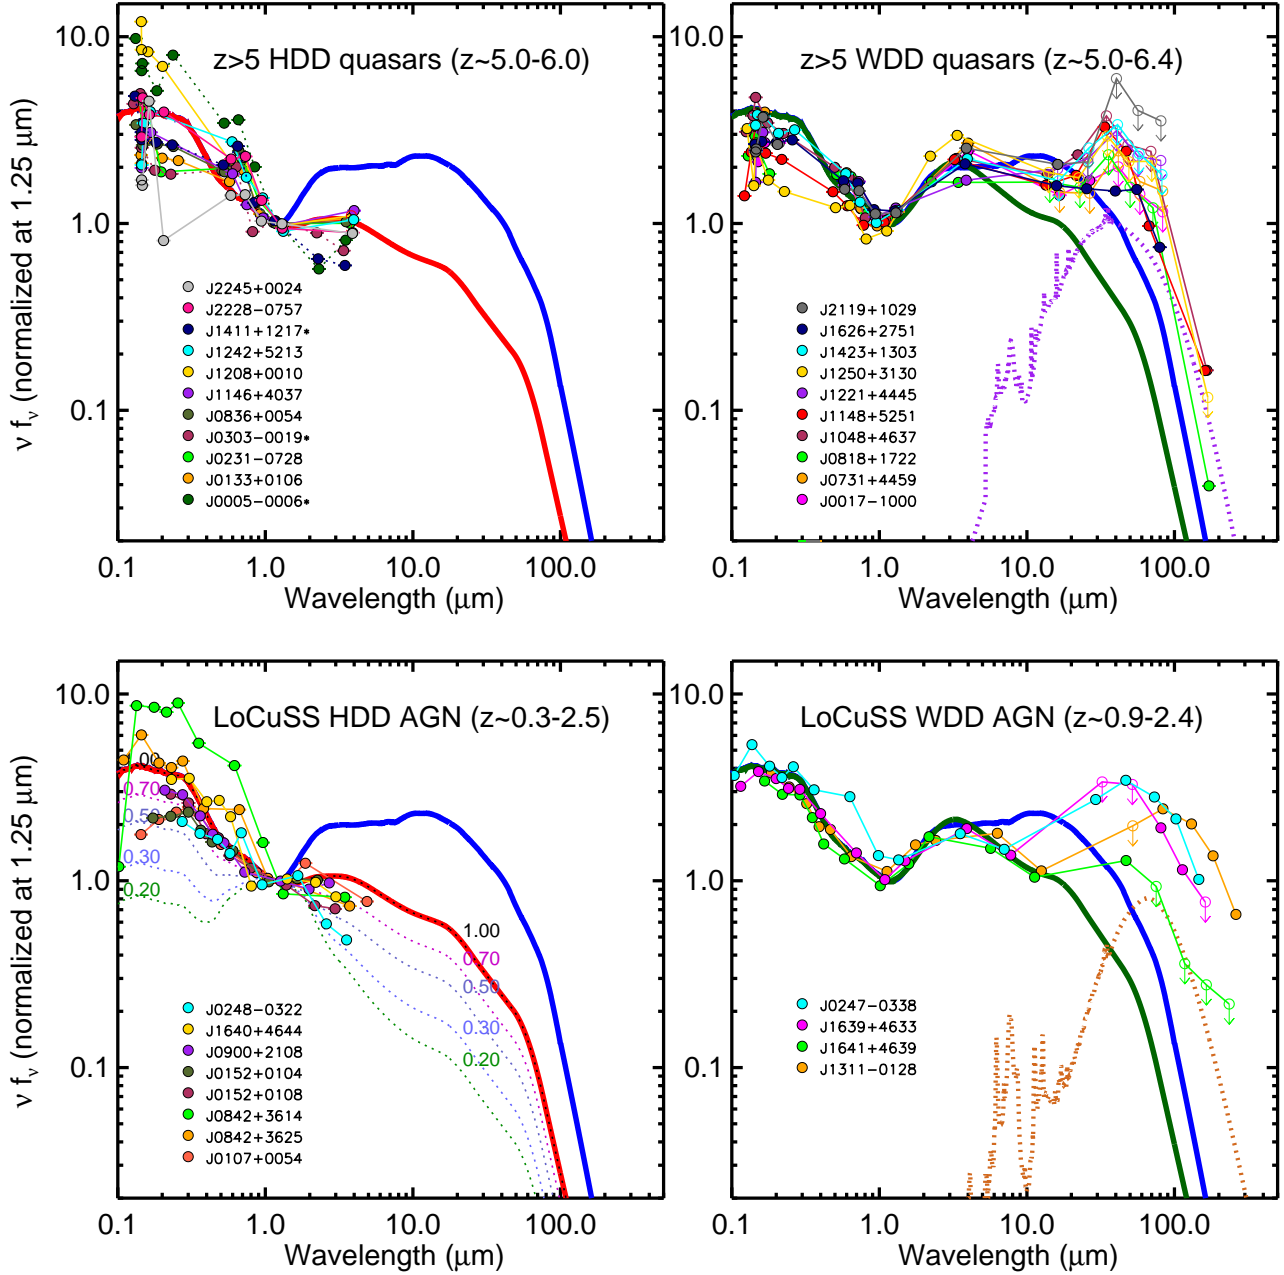 z>5 HDD quasars (z~5.0-6.0)
10.0
1.0
0.1
ν fν (normalized at 1.25 μm)
J2245+0024
J2228-0757
J1411+1217*
J1242+5213
J1208+0010
J1146+4037
J0836+0054
J0303-0019*
J0231-0728
J0133+0106
J0005-0006*
0.1 1.0 10.0 100.0
Wavelength (μm)
z>5 WDD quasars (z~5.0-6.4)
10.0
1.0
0.1
J2119+1029
J1626+2751
J1423+1303
J1250+3130
J1221+4445
J1148+5251
J1048+4637
J0818+1722
J0731+4459
J0017-1000
0.1 1.0 10.0 100.0
Wavelength (μm)
LoCuSS HDD AGN (z~0.3-2.5)
10.0
1.0
0.1
ν fν (normalized at 1.25 μm)
1.00
0.70
0.50
0.30
0.20
1.00
0.70
0.50
0.30
0.20
J0248-0322
J1640+4644
J0900+2108
J0152+0104
J0152+0108
J0842+3614
J0842+3625
J0107+0054
0.1 1.0 10.0 100.0
Wavelength (μm)
LoCuSS WDD AGN (z~0.9-2.4)
10.0
1.0
0.1
J0247-0338
J1639+4633
J1641+4639
J1311-0128
0.1 1.0 10.0 100.0
Wavelength (μm)